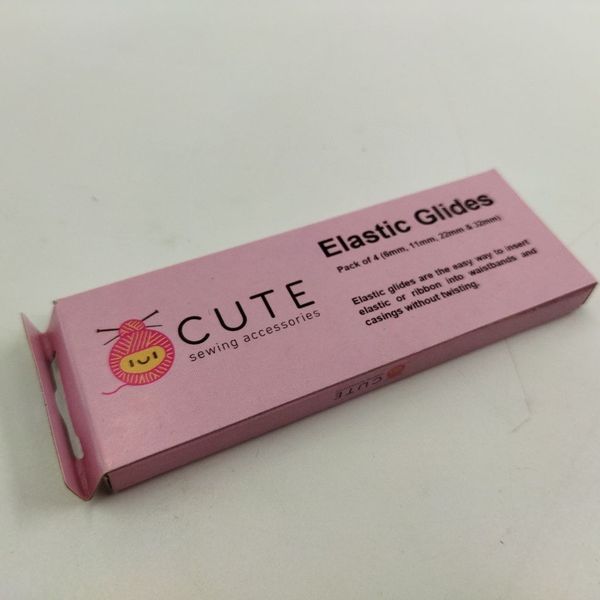 CUTE
sewing accessories
Elastic Glides
Pack of 4 (6mm, 11mm, 22mm & 32mm)
Elastic glides are the easy way to insert
elastic or ribbon into waistbands and
casings without twisting.
CUTE